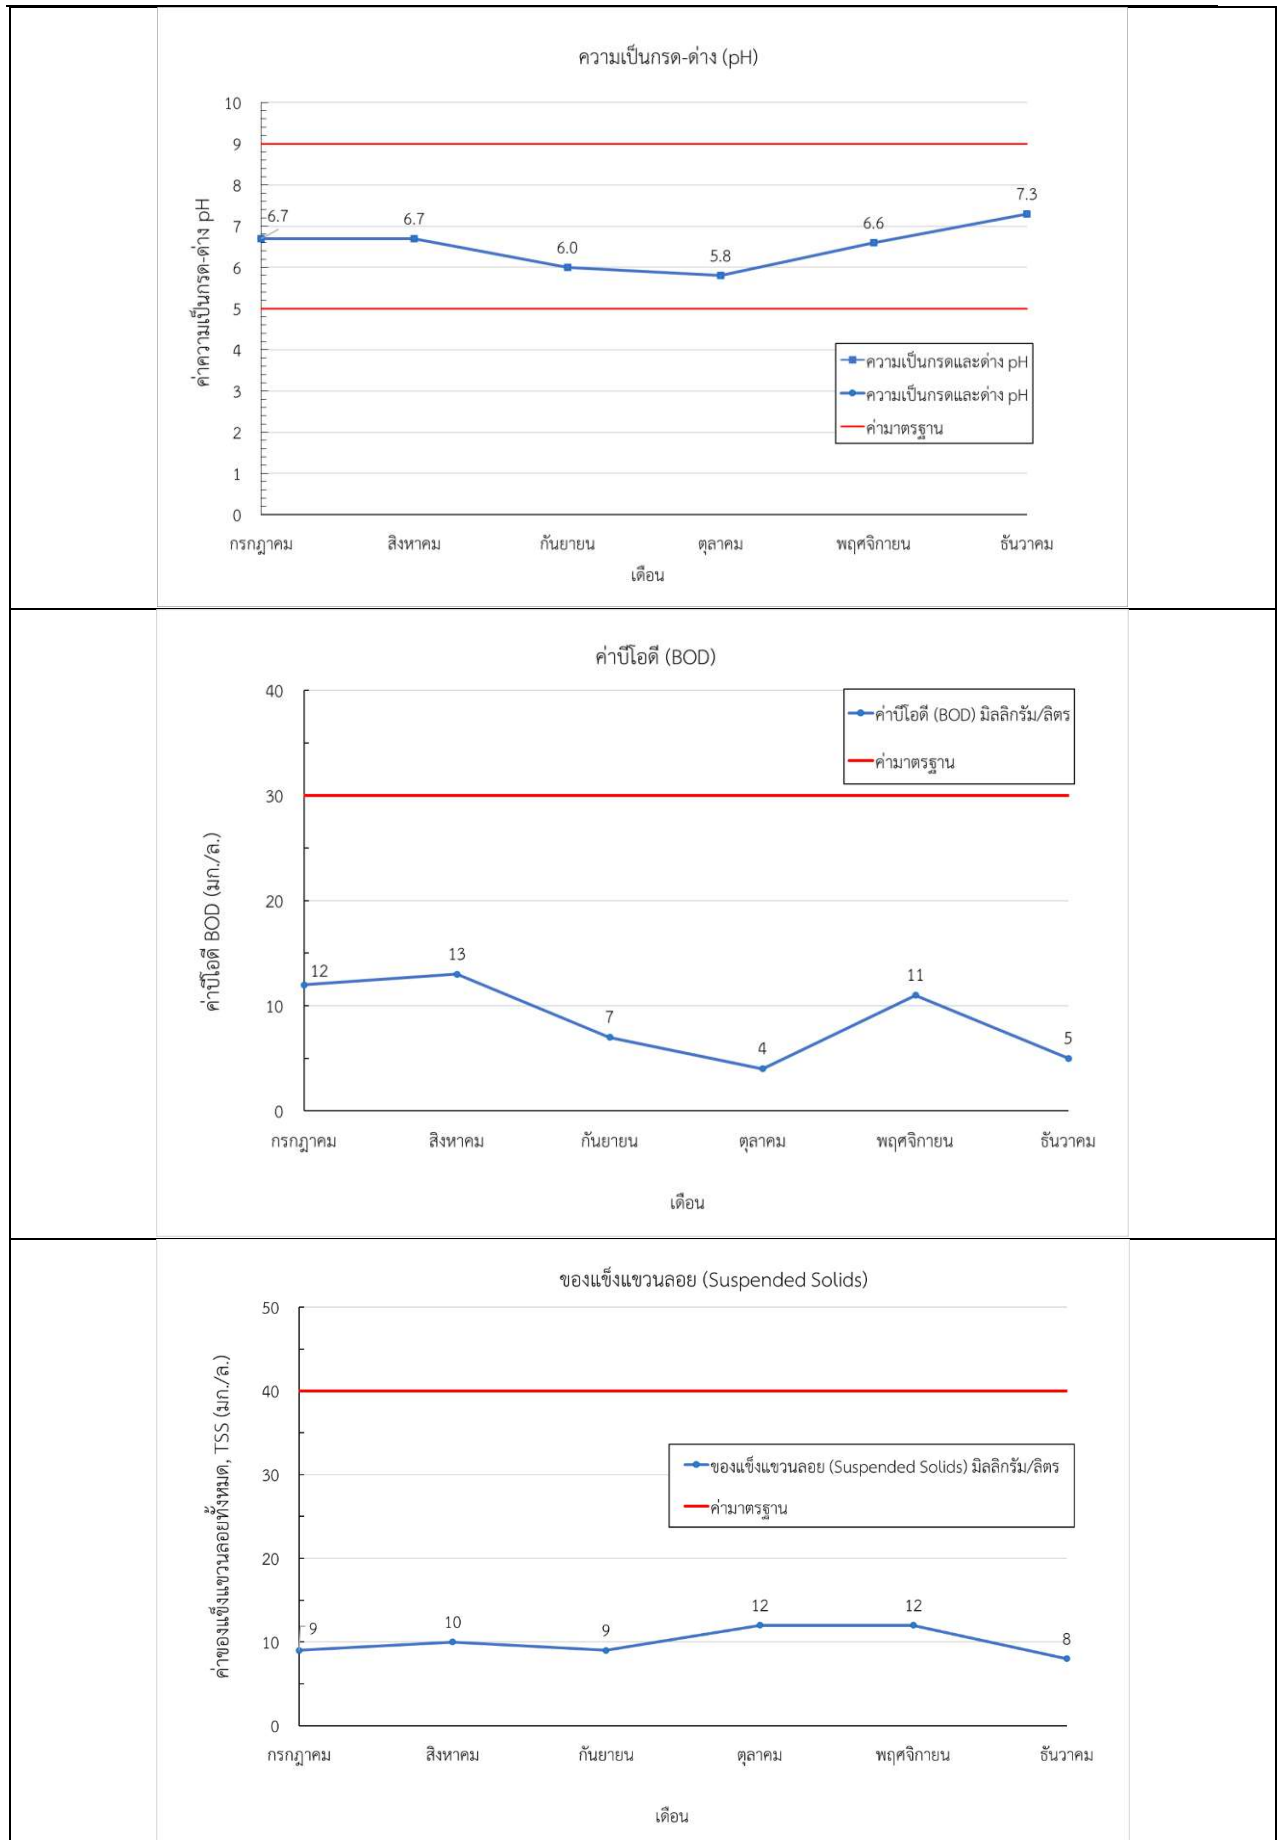 ความเป็นกรด-ด่าง (pH)
10
9
8
7
6
5
4
3
2
1
0
ค่าความเป็นกรด-ด่าง pH
6.7
6.7
6.0
5.8
6.6
7.3
ความเป็นกรดและด่าง pH
ความเป็นกรดและด่าง pH
ค่ามาตรฐาน
กรกฎาคม สิงหาคม กันยายน ตุลาคม พฤศจิกายน ธันวาคม
เดือน
ค่าบีโอดี (BOD)
40
30
20
10
0
ค่าบีโอดี BOD (มก./ล.)
ค่าบีโอดี (BOD) มิลลิกรัม/ลิตร
ค่ามาตรฐาน
12
13
7
4
11
5
กรกฎาคม สิงหาคม กันยายน ตุลาคม พฤศจิกายน ธันวาคม
เดือน
ของแข็งแขวนลอย (Suspended Solids)
50
40
30
20
10
0
ค่าของแข็งแขวนลอยทั้งหมด, TSS (มก./ล.)
ของแข็งแขวนลอย (Suspended Solids) มิลลิกรัม/ลิตร
ค่ามาตรฐาน
9
10
9
12
12
8
กรกฎาคม สิงหาคม กันยายน ตุลาคม พฤศจิกายน ธันวาคม
เดือน